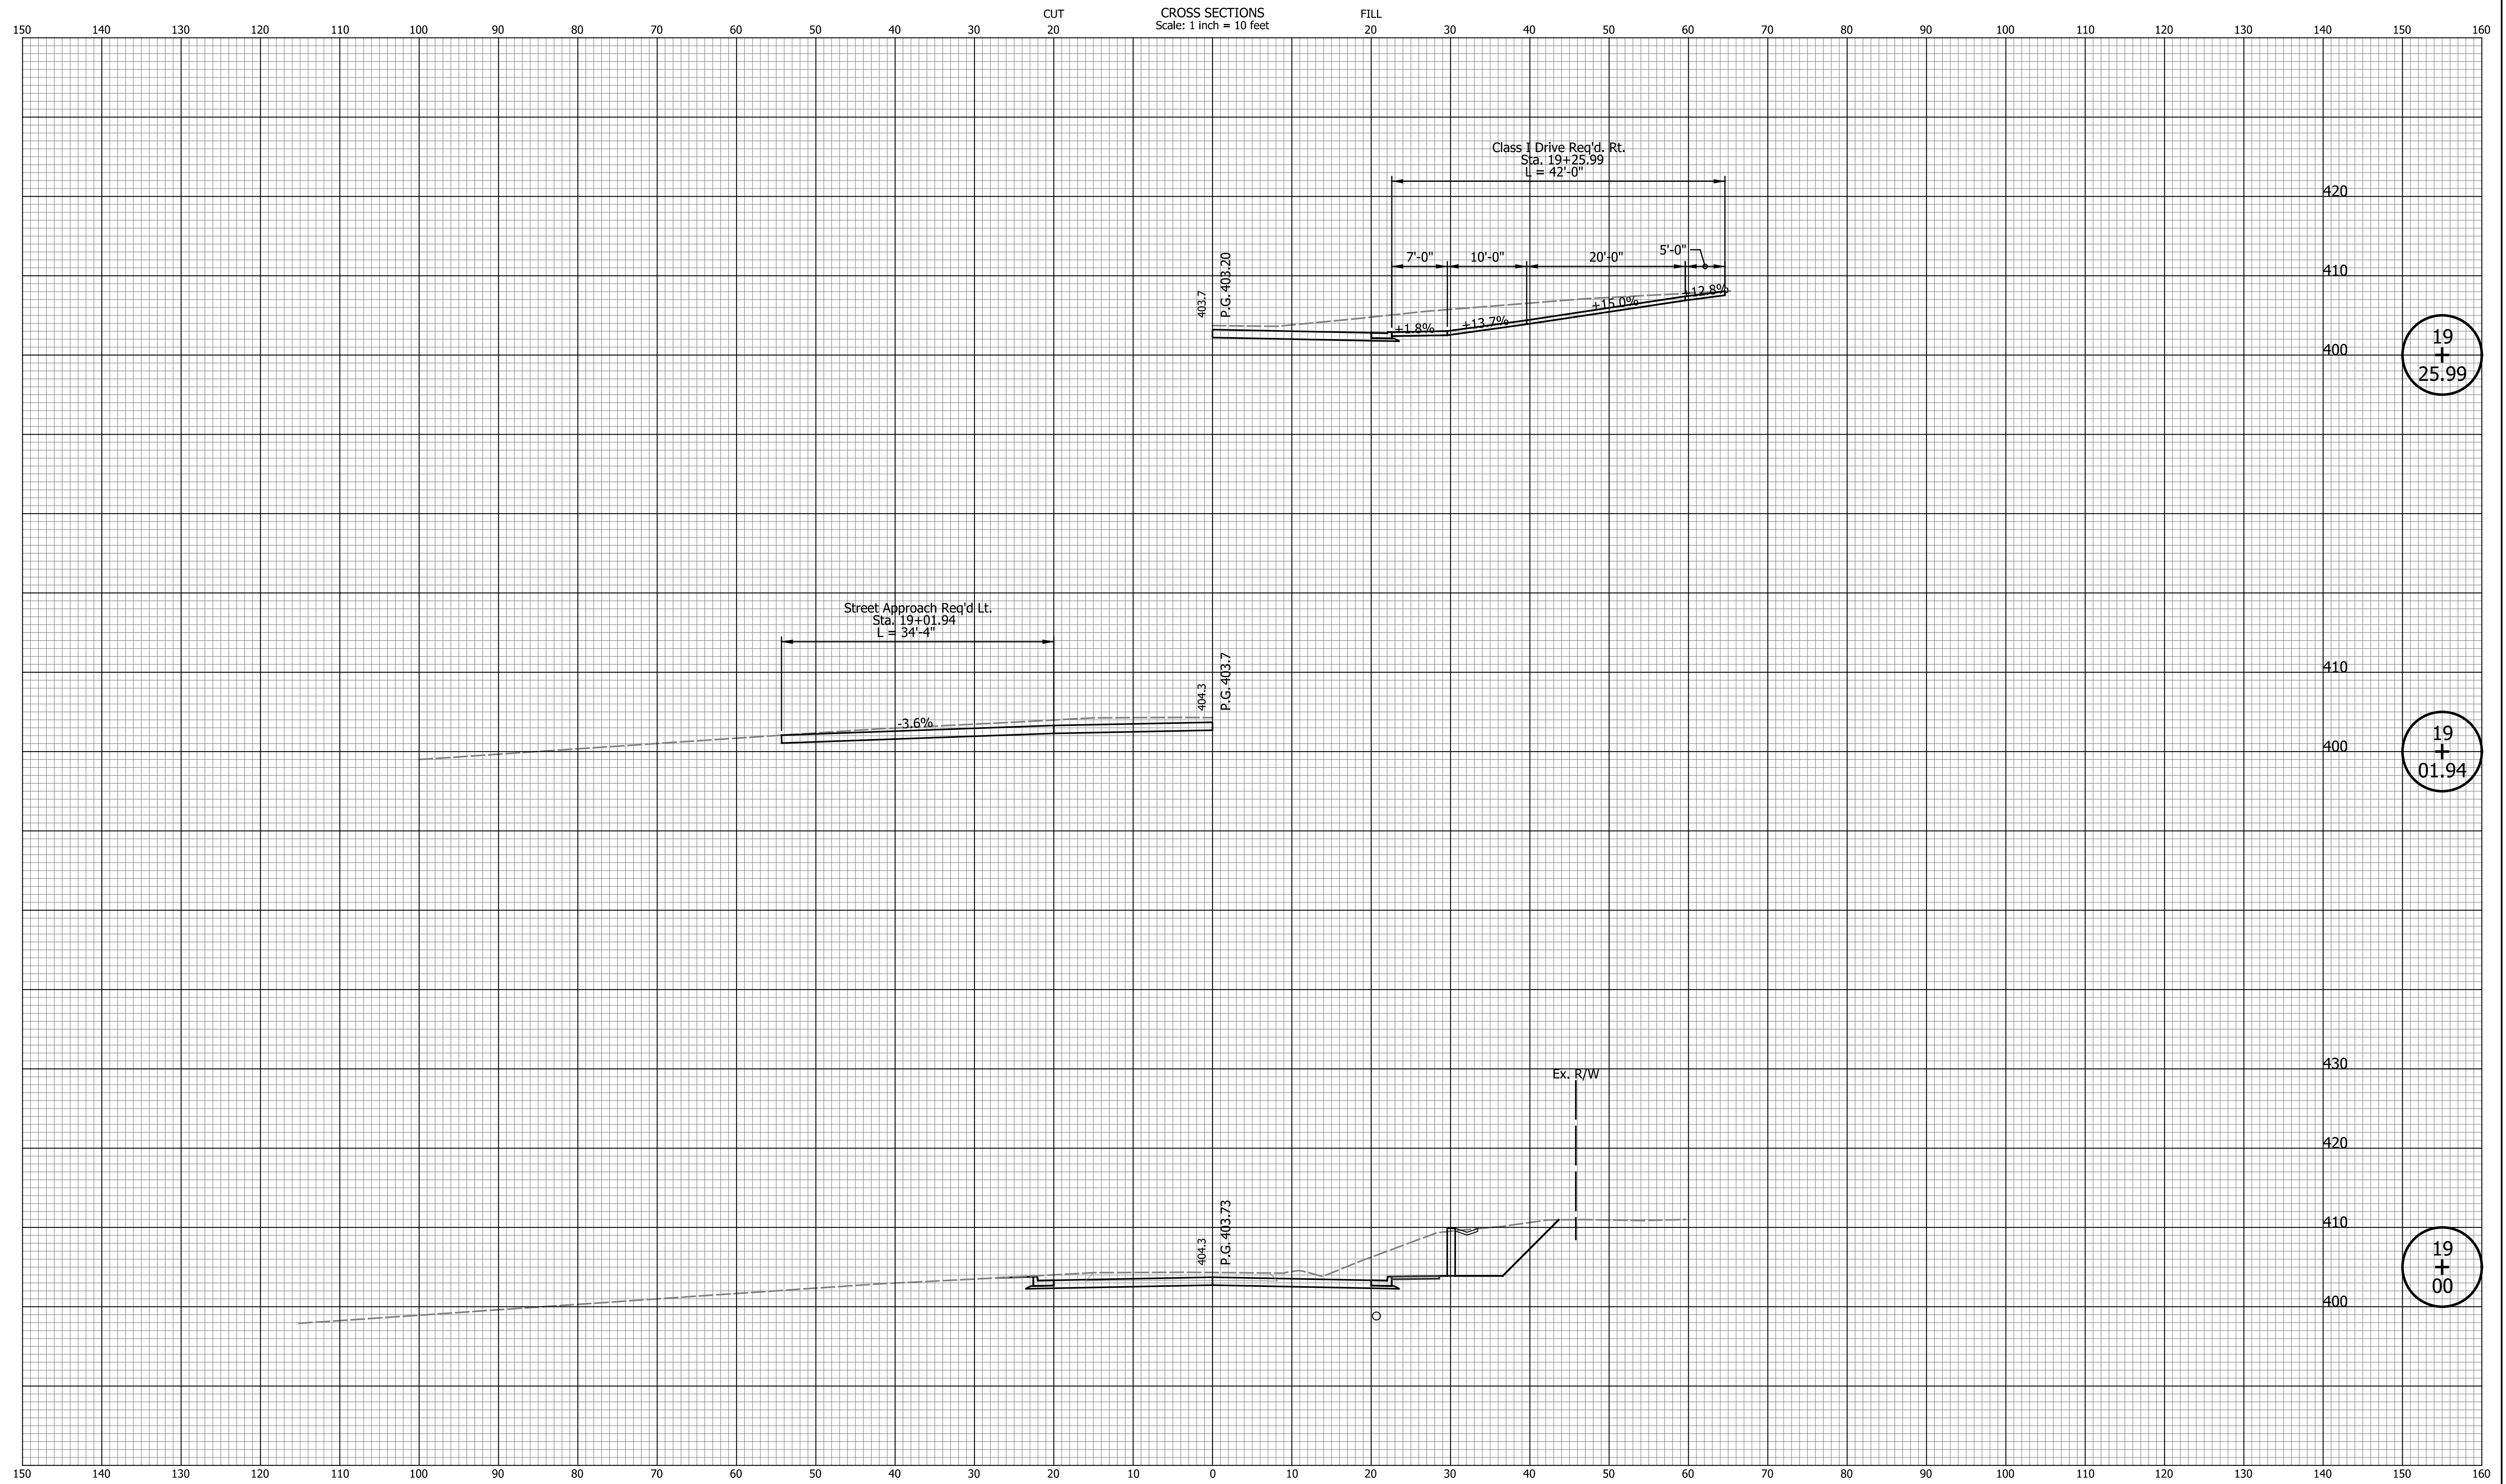 CUT CROSS SECTIONS FILL
Scale: 1 inch = 10 feet
150 140 130 120 110 100 90 80 70 60 50 40 30 20 20 30 40 50 60 70 80 90 100 110 120 130 140 150 160
Class I Drive Req'd. Rt.
Sta. 19+25.99
L = 42'-0"
420
7'-0" 10'-0" 20'-0" 5'-0"
410
403.7
P.G. 403.20
+1.8% +13.7% +15.0% +12.8%
400
19
+
25.99
Street Approach Req'd Lt.
Sta. 19+01.94
L = 34'-4"
410
404.3
P.G. 403.7
-3.6%
400
19
+
01.94
430
Ex. R/W
420
410
404.3
P.G. 403.73
400
19
+
00
150 140 130 120 110 100 90 80 70 60 50 40 30 20 10 0 10 20 30 40 50 60 70 80 90 100 110 120 130 140 150 160